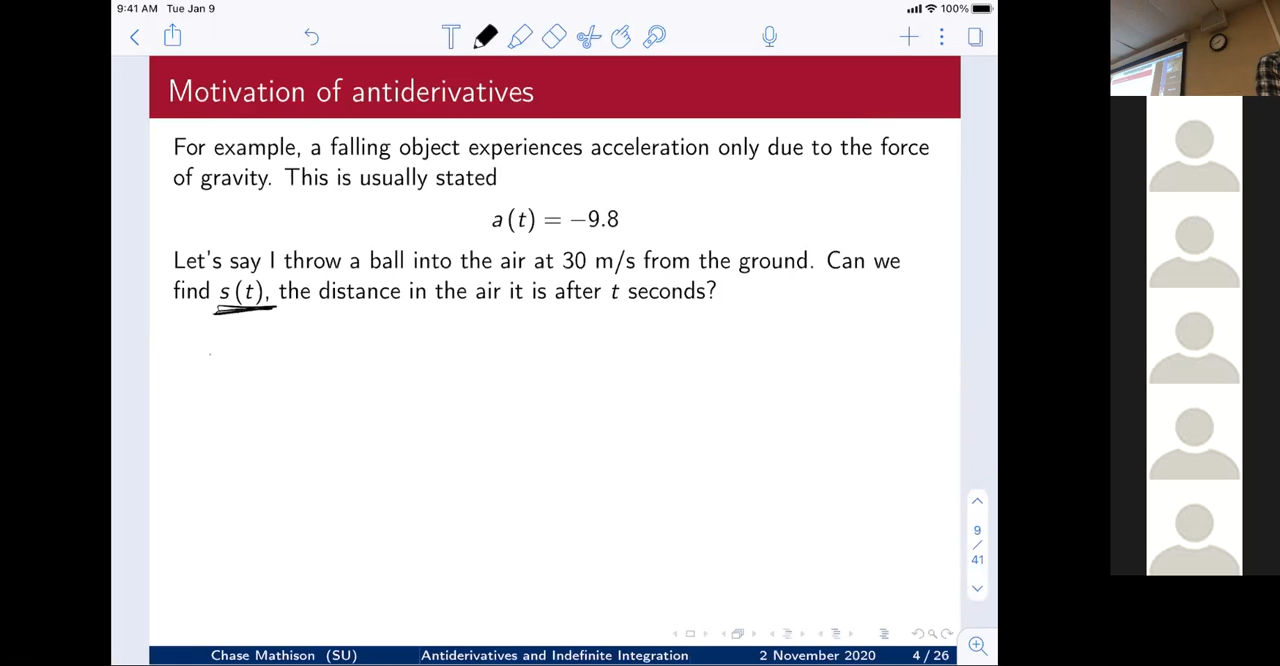 9:41 AM Tue Jan 9
100%
T
Motivation of antiderivatives
For example, a falling object experiences acceleration only due to the force
of gravity. This is usually stated
a(t) = −9.8
Let's say I throw a ball into the air at 30 m/s from the ground. Can we
find s(t), the distance in the air it is after t seconds?
9
/
41
Chase Mathison (SU) Antiderivatives and Indefinite Integration 2 November 2020 4 / 26